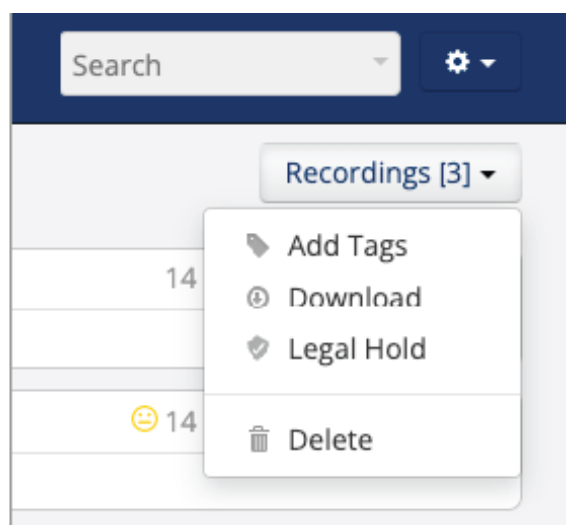 Search
Recordings [3]
Add Tags
14
Download
Legal Hold
14
Delete